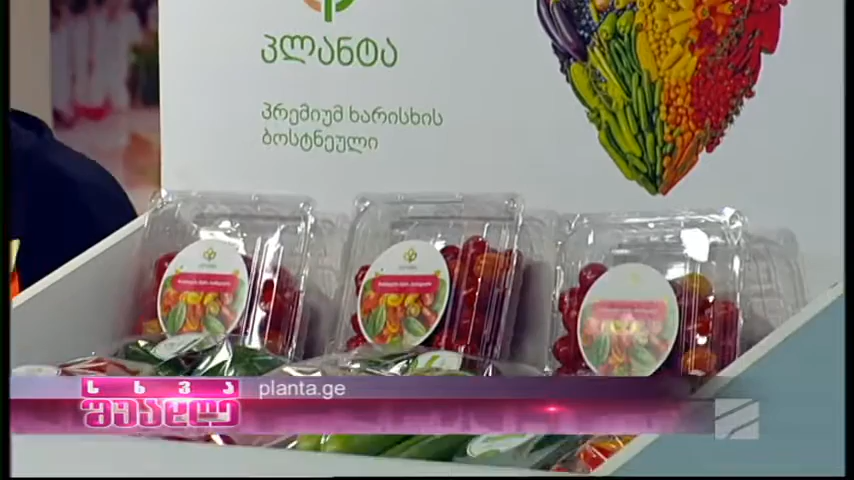 პლანტა
პრემიუმ ხარისხის
ბოსტნეული
planta.ge
სხვა
შუადღე